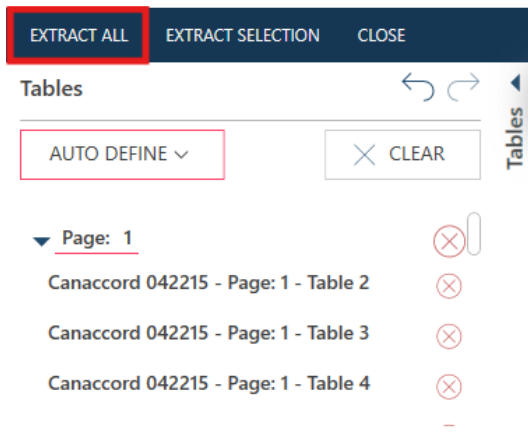 EXTRACT ALL EXTRACT SELECTION CLOSE
Tables
AUTO DEFINE CLEAR
Tables
Page: 1
Canaccord 042215 - Page: 1 - Table 2
Canaccord 042215 - Page: 1 - Table 3
Canaccord 042215 - Page: 1 - Table 4